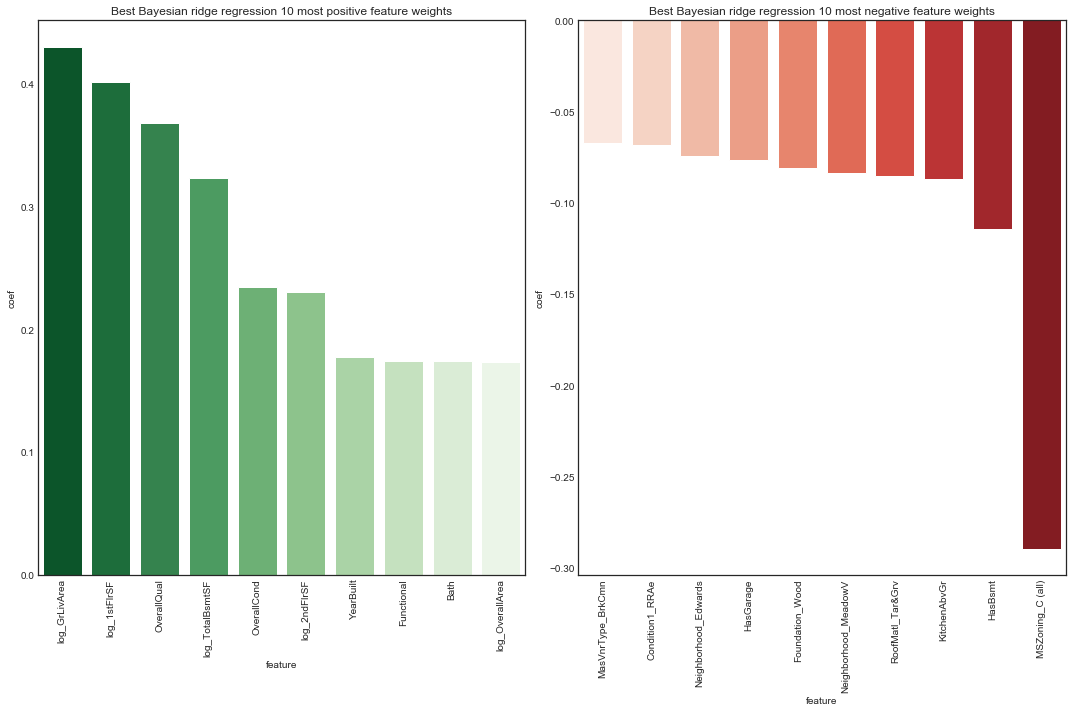 Best Bayesian ridge regression 10 most positive feature weights
coef
0.4
0.3
0.2
0.1
0.0
log_GrLivArea
log_1stFlrSF
OverallQual
log_TotalBsmtSF
OverallCond
log_2ndFlrSF
YearBuilt
Functional
Bath
log_OverallArea
feature
Best Bayesian ridge regression 10 most negative feature weights
coef
0.00
−0.05
−0.10
−0.15
−0.20
−0.25
−0.30
MasVnrType_BrkCmn
Condition1_RRAe
Neighborhood_Edwards
HasGarage
Foundation_Wood
Neighborhood_MeadowV
RoofMatl_Tar&Grv
KitchenAbvGr
HasBsmt
MSZoning_C (all)
feature